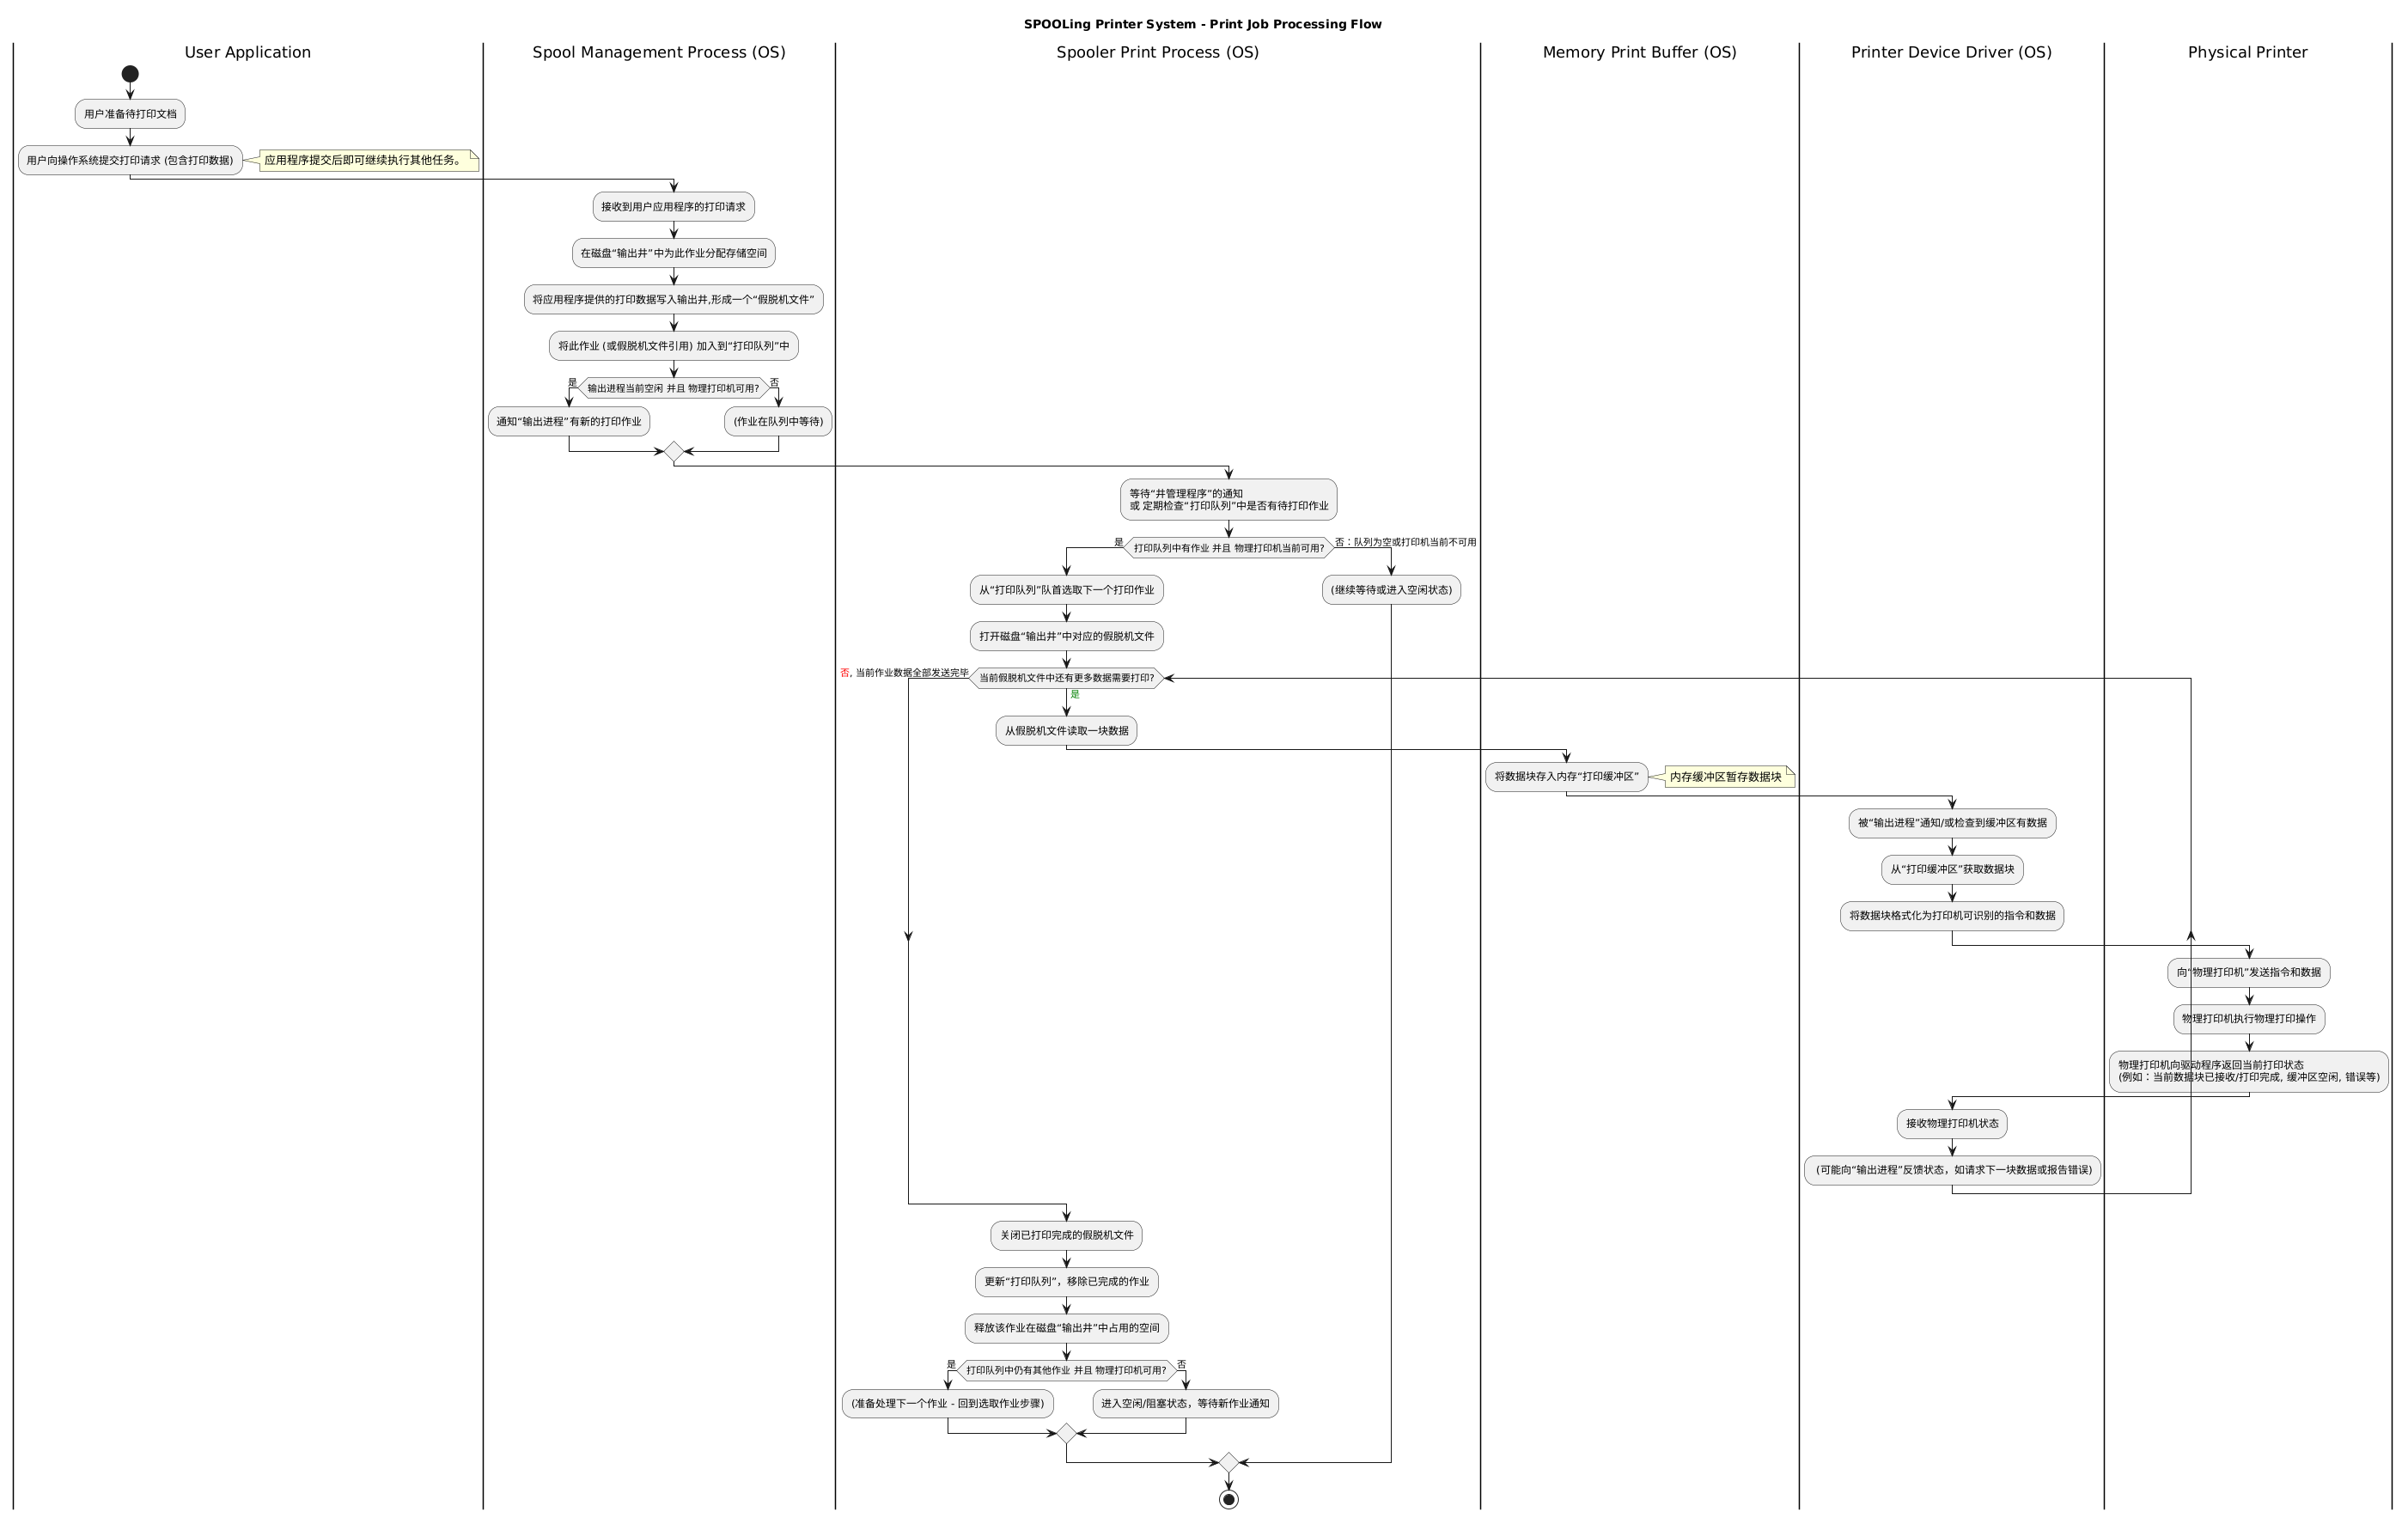 SPOOLing Printer System - Print Job Processing Flow
User Application
Spool Management Process (OS)
Spooler Print Process (OS)
Memory Print Buffer (OS)
Printer Device Driver (OS)
Physical Printer
用户准备待打印文档
用户向操作系统提交打印请求 (包含打印数据)
应用程序提交后即可继续执行其他任务。
接收到用户应用程序的打印请求
在磁盘“输出井”中为此作业分配存储空间
将应用程序提供的打印数据写入输出井,形成一个“假脱机文件”
将此作业 (或假脱机文件引用) 加入到“打印队列”中
是
输出进程当前空闲 并且 物理打印机可用?
否
通知“输出进程”有新的打印作业
(作业在队列中等待)
等待“井管理程序”的通知
或 定期检查“打印队列”中是否有待打印作业
是
打印队列中有作业 并且 物理打印机当前可用?
否：队列为空或打印机当前不可用
从“打印队列”队首选取下一个打印作业
(继续等待或进入空闲状态)
打开磁盘“输出井”中对应的假脱机文件
否, 当前作业数据全部发送完毕
当前假脱机文件中还有更多数据需要打印?
是
从假脱机文件读取一块数据
将数据块存入内存“打印缓冲区”
内存缓冲区暂存数据块
被“输出进程”通知/或检查到缓冲区有数据
从“打印缓冲区”获取数据块
将数据块格式化为打印机可识别的指令和数据
向“物理打印机”发送指令和数据
物理打印机执行物理打印操作
物理打印机向驱动程序返回当前打印状态
(例如：当前数据块已接收/打印完成, 缓冲区空闲, 错误等)
接收物理打印机状态
(可能向“输出进程”反馈状态，如请求下一块数据或报告错误)
关闭已打印完成的假脱机文件
更新“打印队列”，移除已完成的作业
释放该作业在磁盘“输出井”中占用的空间
是
打印队列中仍有其他作业 并且 物理打印机可用?
否
(准备处理下一个作业 - 回到选取作业步骤)
进入空闲/阻塞状态，等待新作业通知